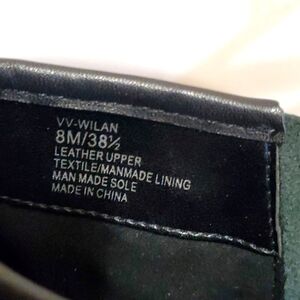 VV-WILAN
8M/38½
LEATHER UPPER
TEXTILE/MANMADE LINING
MAN MADE SOLE
MADE IN CHINA